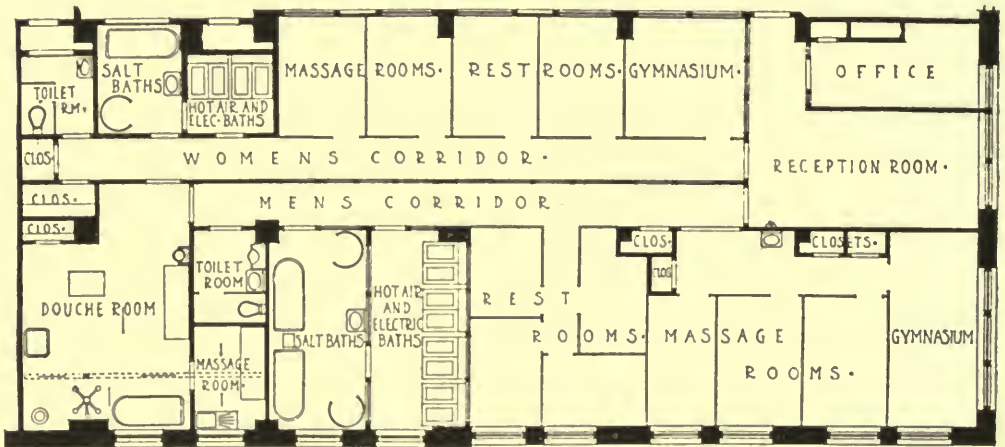 TOILET
RM.
SALT
BATHS
HOT AIR AND
ELEC. BATHS
MASSAGE ROOMS.
REST ROOMS.
GYMNASIUM.
OFFICE
CLOS.
WOMENS CORRIDOR.
RECEPTION ROOM.
CLOS.
MENS CORRIDOR
CLOS.
TOILET
ROOM
DOUCHE ROOM
MASSAGE
ROOM.
SALT BATHS
HOT AIR
AND
ELECTRIC
BATHS
REST
ROOMS.
CLOS.
CLOS
CLOSETS.
MASSAGE
ROOMS.
GYMNASIUM